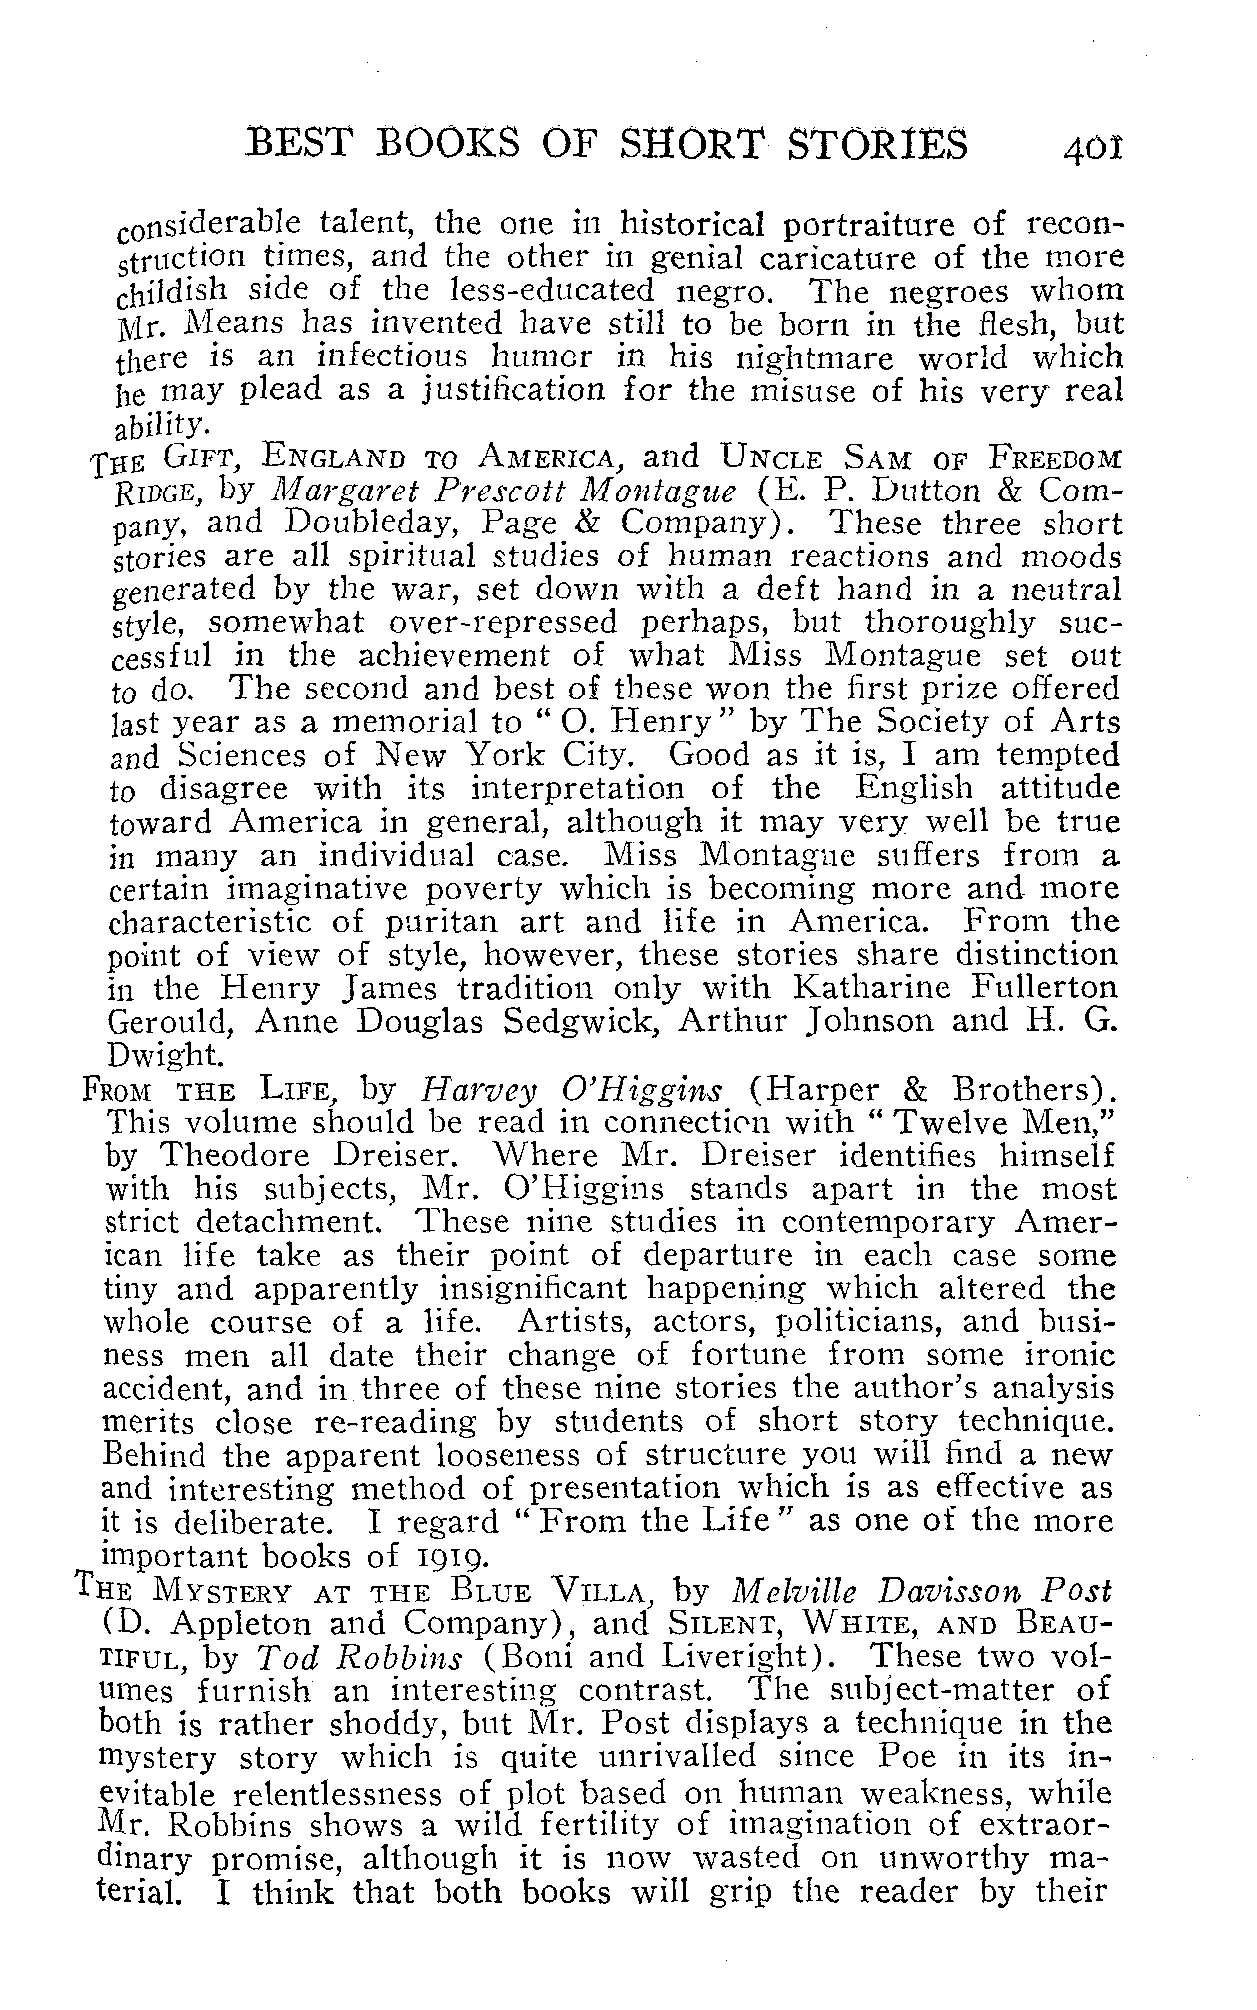 BEST BOOKS OF SHORT STORIES 401
considerable talent, the one in historical portraiture of recon-
struction times, and the other in genial caricature of the more
childish side of the less-educated negro. The negroes whom
Mr. Means has invented have still to be born in the flesh, but
there is an infectious humor in his nightmare world which
he may plead as a justification for the misuse of his very real
ability.
THE GIFT, ENGLAND TO AMERICA, and UNCLE SAM OF FREEDOM
RIDGE, by Margaret Prescott Montague (E. P. Dutton & Com-
pany, and Doubleday, Page & Company). These three short
stories are all spiritual studies of human reactions and moods
generated by the war, set down with a deft hand in a neutral
style, somewhat over-repressed perhaps, but thoroughly suc-
cessful in the achievement of what Miss Montague set out
to do. The second and best of these won the first prize offered
last year as a memorial to “O. Henry” by The Society of Arts
and Sciences of New York City. Good as it is, I am tempted
to disagree with its interpretation of the English attitude
toward America in general, although it may very well be true
in many an individual case. Miss Montague suffers from a
certain imaginative poverty which is becoming more and more
characteristic of puritan art and life in America. From the
point of view of style, however, these stories share distinction
in the Henry James tradition only with Katharine Fullerton
Gerould, Anne Douglas Sedgwick, Arthur Johnson and H. G.
Dwight.
FROM THE LIFE, by Harvey O'Higgins (Harper & Brothers).
This volume should be read in connection with “Twelve Men,”
by Theodore Dreiser. Where Mr. Dreiser identifies himself
with his subjects, Mr. O'Higgins stands apart in the most
strict detachment. These nine studies in contemporary Amer-
ican life take as their point of departure in each case some
tiny and apparently insignificant happening which altered the
whole course of a life. Artists, actors, politicians, and busi-
ness men all date their change of fortune from some ironic
accident, and in three of these nine stories the author's analysis
merits close re-reading by students of short story technique.
Behind the apparent looseness of structure you will find a new
and interesting method of presentation which is as effective as
it is deliberate. I regard “From the Life” as one of the more
important books of 1919.
THE MYSTERY AT THE BLUE VILLA, by Melville Davisson Post
(D. Appleton and Company), and SILENT, WHITE, AND BEAU-
TIFUL, by Tod Robbins (Boni and Liveright). These two vol-
umes furnish an interesting contrast. The subject-matter of
both is rather shoddy, but Mr. Post displays a technique in the
mystery story which is quite unrivalled since Poe in its in-
evitable relentlessness of plot based on human weakness, while
Mr. Robbins shows a wild fertility of imagination of extraor-
dinary promise, although it is now wasted on unworthy ma-
terial. I think that both books will grip the reader by their